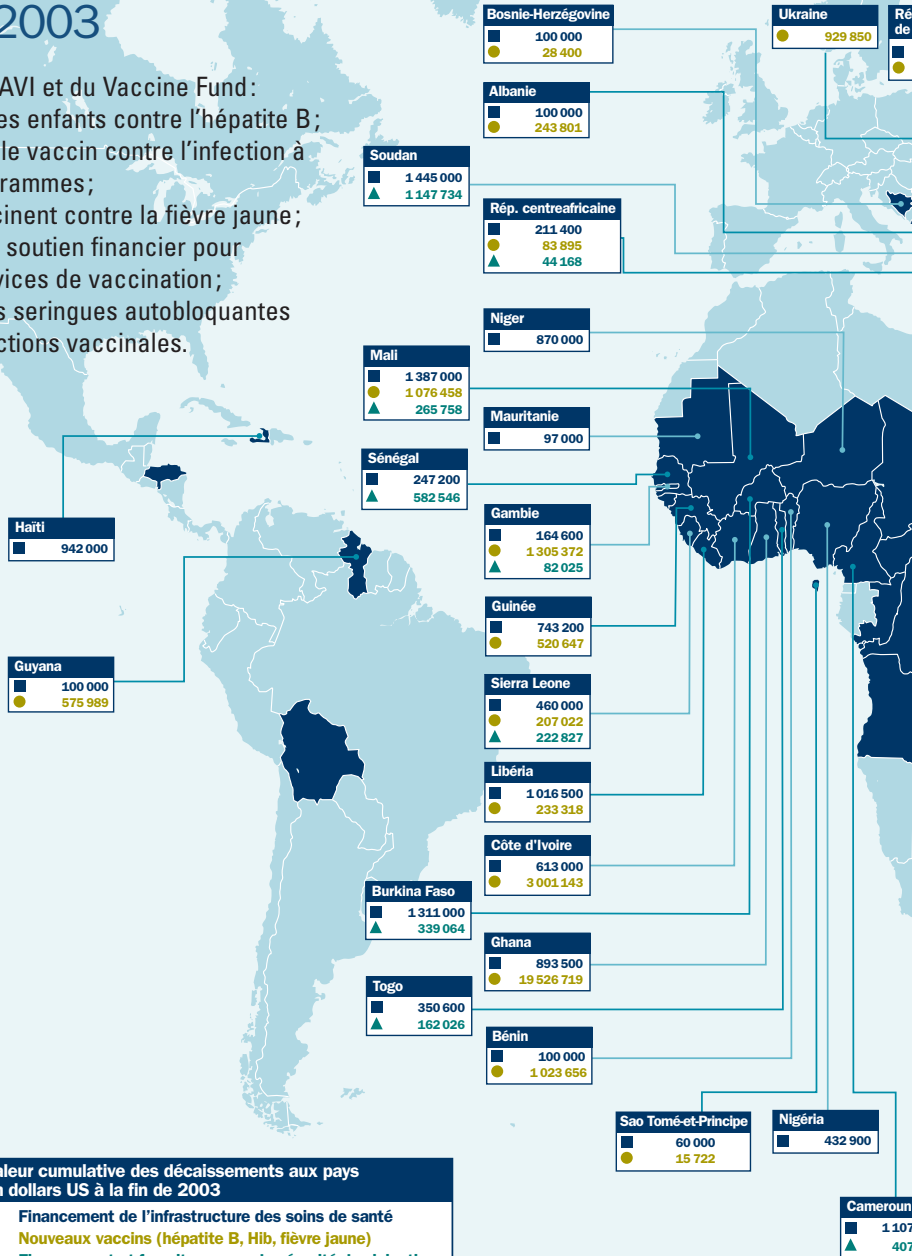 2003
AVI et du Vaccine Fund:
es enfants contre l'hépatite B;
le vaccin contre l'infection à
rammes;
cinent contre la fièvre jaune;
soutien financier pour
vices de vaccination;
s seringues autobloquantes
ctions vaccinales.
Bosnie-Herzégovine
100 000
28 400
Ukraine
929 850
Ré
de
Albanie
100 000
243 801
Soudan
1 445 000
1 147 734
Rép. centreafricaine
211 400
83 895
44 168
Niger
870 000
Mali
1 387 000
1 076 458
265 758
Mauritanie
97 000
Sénégal
247 200
582 546
Haïti
942 000
Gambie
164 600
1 305 372
82 025
Guinée
743 200
520 647
Guyana
100 000
575 989
Sierra Leone
460 000
207 022
222 827
Libéria
1 016 500
233 318
Côte d'Ivoire
613 000
3 001 143
Burkina Faso
1 311 000
339 064
Ghana
893 500
19 526 719
Togo
350 600
162 026
Bénin
100 000
1 023 656
Sao Tomé-et-Principe
60 000
15 722
Nigéria
432 900
Cameroun
1 107
407
aleur cumulative des décaissements aux pays
n dollars US à la fin de 2003
Financement de l'infrastructure des soins de santé
Nouveaux vaccins (hépatite B, Hib, fièvre jaune)